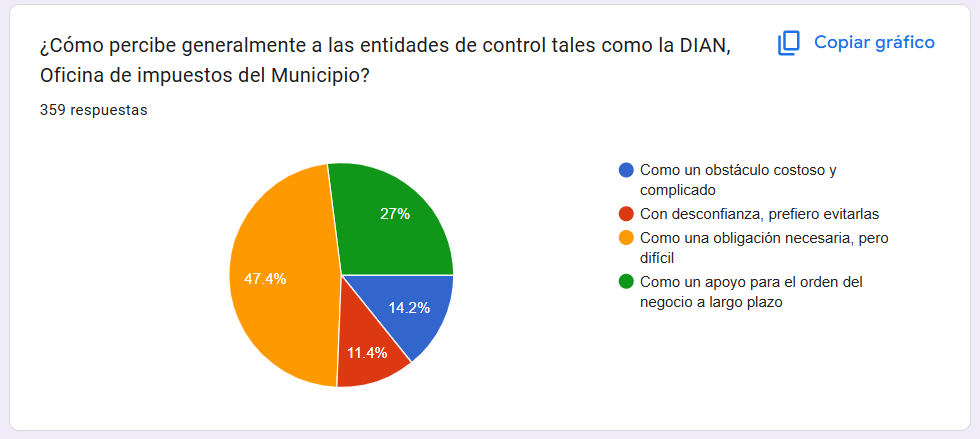 ¿Cómo percibe generalmente a las entidades de control tales como la DIAN,
Oficina de impuestos del Municipio?
Copiar gráfico
359 respuestas
27%
47.4%
14.2%
11.4%
Como un obstáculo costoso y
complicado
Con desconfianza, prefiero evitarlas
Como una obligación necesaria, pero
difícil
Como un apoyo para el orden del
negocio a largo plazo